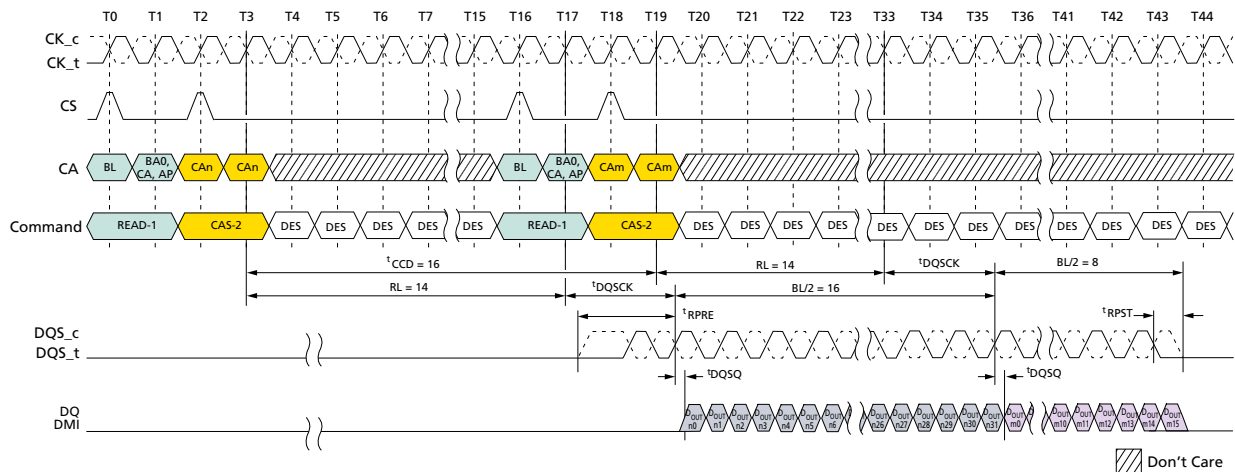 T0 T1 T2 T3 T4 T5 T6 T7 T15 T16 T17 T18 T19 T20 T21 T22 T23 T33 T34 T35 T36 T41 T42 T43 T44
CK_c
CK_t
CS
CA
BL
BA0,
CA, AP
CAn
CAn
BL
BA0,
CA, AP
CAm
CAm
Command
READ-1 CAS-2 DES DES DES DES DES READ-1 CAS-2 DES DES DES DES DES DES DES DES DES DES DES DES
tCCD = 16 RL = 14 tDQSCK BL/2 = 8
RL = 14 tDQSCK BL/2 = 16
tRPRE
tRPST
DQS_c
DQS_t
tDQSQ tDQSQ
DQ
DMI
DOUT DOUT DOUT DOUT DOUT DOUT DOUT DOUT DOUT DOUT DOUT DOUT DOUT DOUT DOUT DOUT DOUT DOUT DOUT DOUT
n0 n1 n2 n3 n4 n5 n6 n26 n27 n28 n29 n30 n31 m0 m10 m11 m12 m13 m14 m15
Don't Care